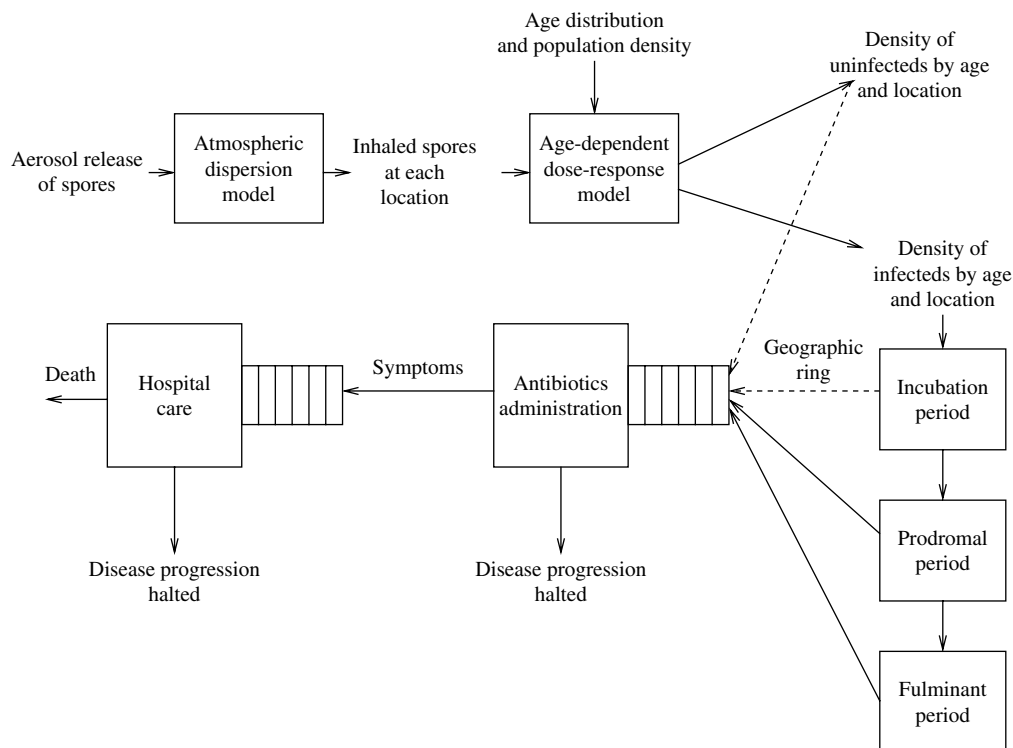 Age distribution
and population density
Density of
uninfecteds by age
and location
Aerosol release
of spores
Atmospheric
dispersion
model
Inhaled spores
at each
location
Age-dependent
dose-response
model
Density of
infecteds by age
and location
Death
Hospital
care
Symptoms
Antibiotics
administration
Geographic
ring
Incubation
period
Disease progression
halted
Disease progression
halted
Prodromal
period
Fulminant
period